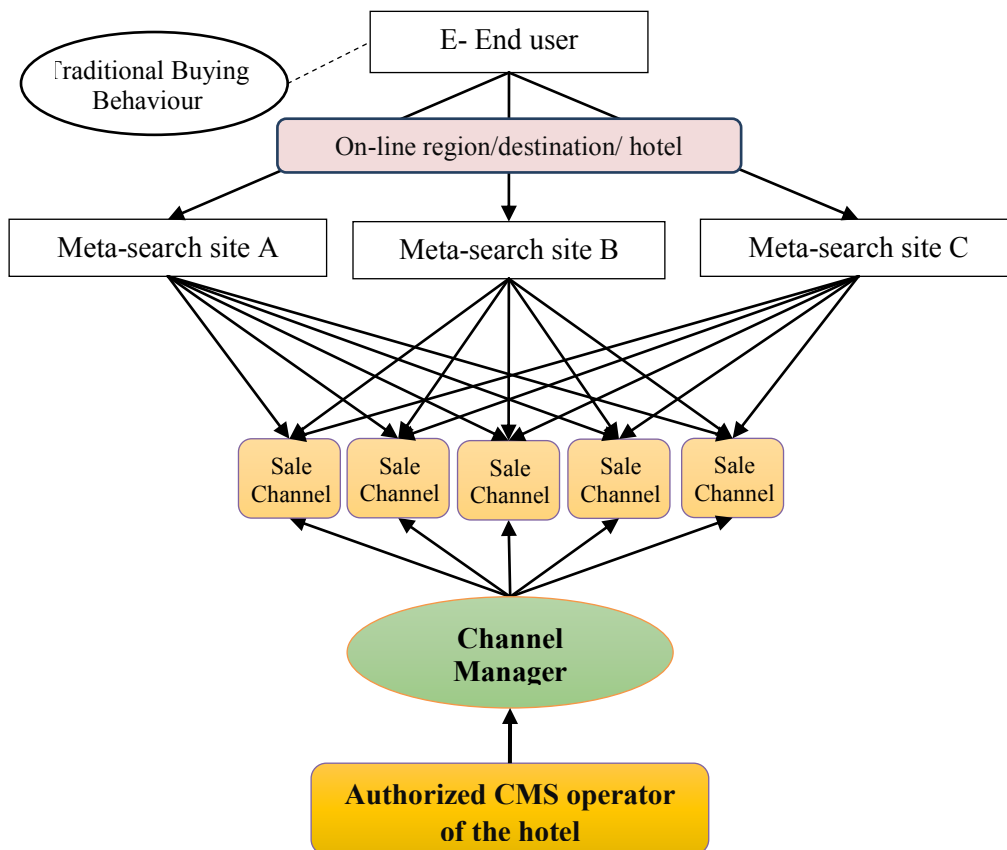 E- End user
Traditional Buying
Behaviour
On-line region/destination/ hotel
Meta-search site A
Meta-search site B
Meta-search site C
Sale
Channel
Sale
Channel
Sale
Channel
Sale
Channel
Sale
Channel
Channel
Manager
Authorized CMS operator
of the hotel